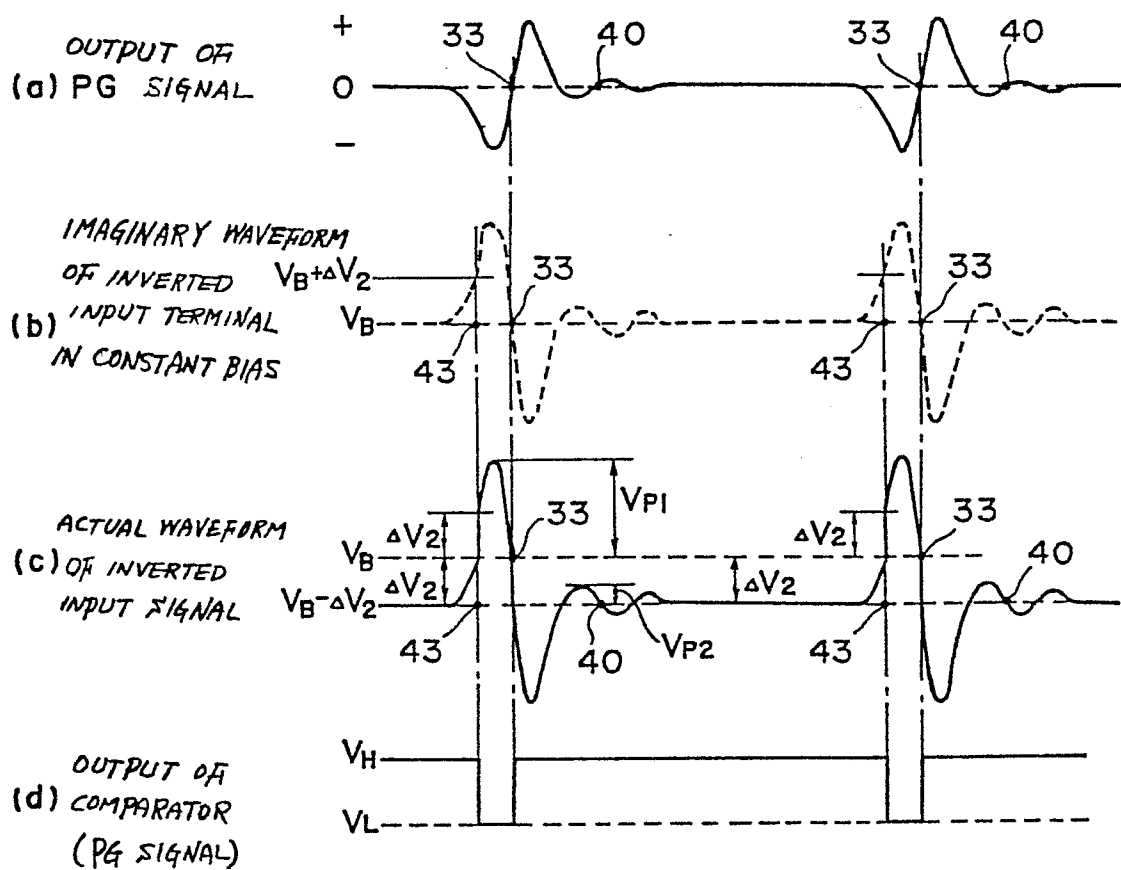 +
33
40
33
40
OUTPUT OF
(a) PG SIGNAL
O
−
IMAGINARY WAVEFORM
OF INVERTED
VB+ΔV2
33
33
(b) INPUT TERMINAL
VB
IN CONSTANT BIAS
43
43
VP1
33
33
ACTUAL WAVEFORM
ΔV2
ΔV2
(c) OF INVERTED
VB
40
INPUT SIGNAL
ΔV2
ΔV2
VB−ΔV2
43
40
VP2
43
VH
OUTPUT OF
(d) COMPARATOR
VL
(PG SIGNAL)